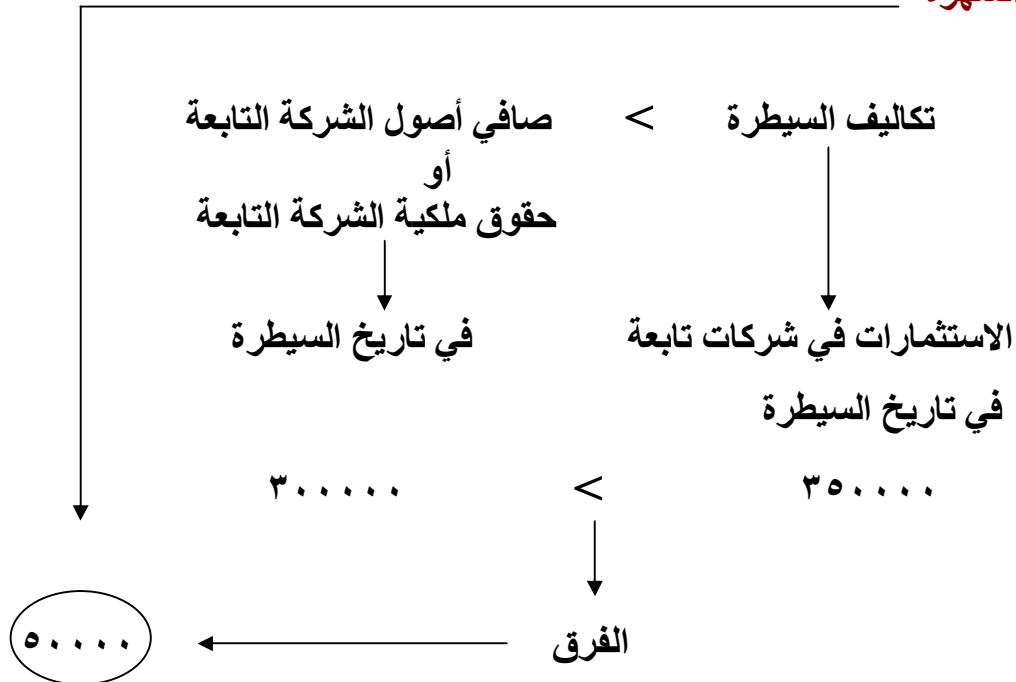 تكاليف السيطرة < صافي أصول الشركة التابعة
أو
حقوق ملكية الشركة التابعة
الاستثمارات في شركات تابعة في تاريخ السيطرة
في تاريخ السيطرة
٣٥٠٠٠٠ < ٣٠٠٠٠٠
الفرق ٥٠٠٠٠